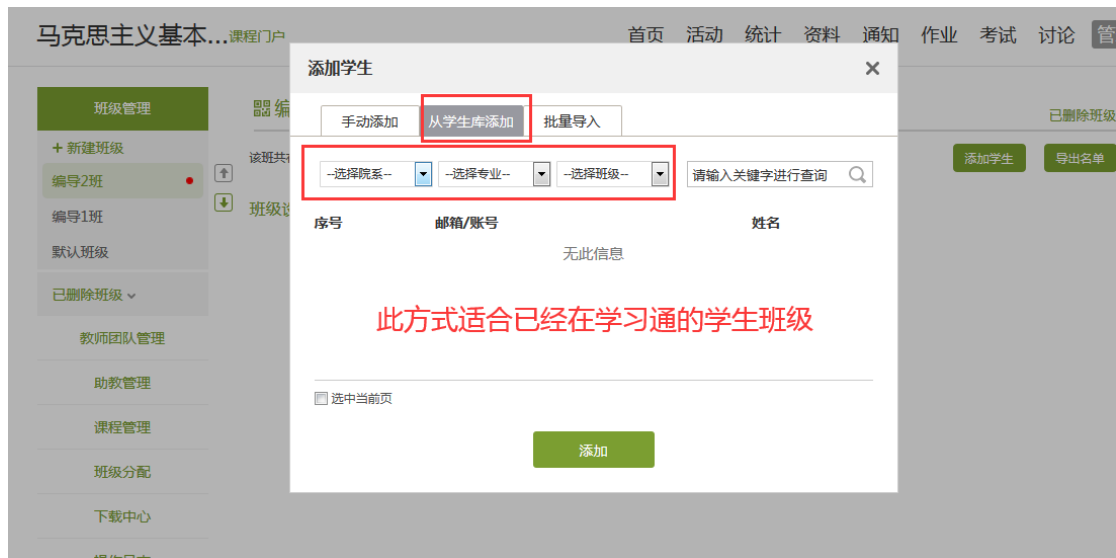 马克思主义基本...课程门户
首页 活动 统计 资料 通知 作业 考试 讨论 管
添加学生
班级管理
编
已删除班级
手动添加 从学生库添加 批量导入
+ 新建班级
该班共
添加学生 导出名单
--选择院系-- --选择专业-- --选择班级-- 请输入关键字进行查询
编导2班
班级设
编导1班
序号 邮箱/账号 姓名
默认班级
无此信息
已删除班级
此方式适合已经在学习通的学生班级
教师团队管理
助教管理
选中当前页
课程管理
添加
班级分配
下载中心